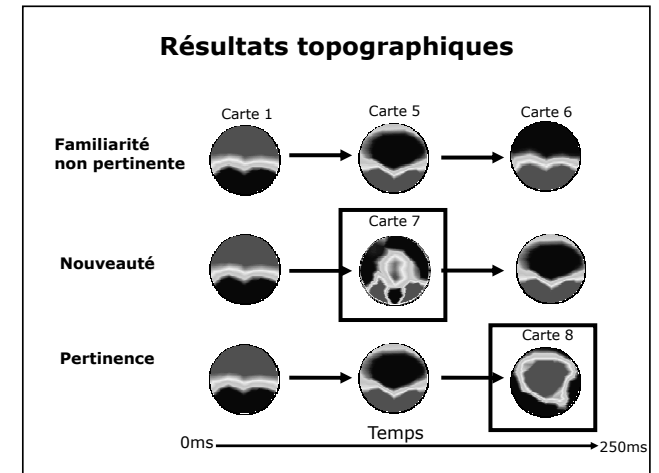 Résultats topographiques
Carte 1
Carte 5
Carte 6
Familiarité
non pertinente
Carte 7
Nouveauté
Carte 8
Pertinence
Temps
0ms
250ms